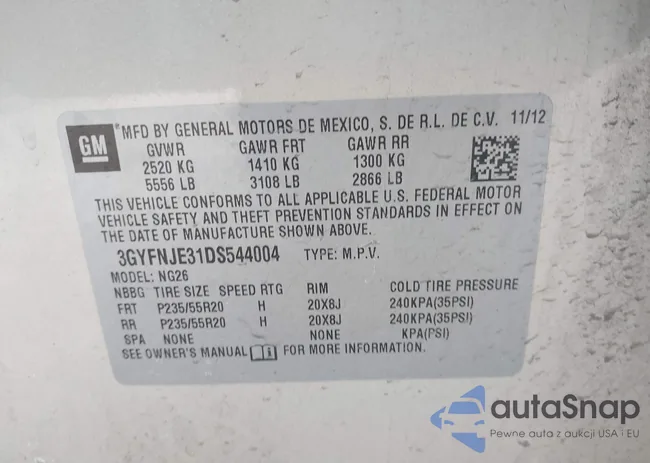 GM
MFD BY GENERAL MOTORS DE MEXICO, S. DE R.L. DE C.V. 11/12
GVWR GAWR FRT GAWR RR
2520 KG 1410 KG 1300 KG
5556 LB 3108 LB 2866 LB
THIS VEHICLE CONFORMS TO ALL APPLICABLE U.S. FEDERAL MOTOR
VEHICLE SAFETY AND THEFT PREVENTION STANDARDS IN EFFECT ON
THE DATE OF MANUFACTURE SHOWN ABOVE.
3GYFNJE31DS544004 TYPE: M.P.V.
MODEL: NG26
NBBG TIRE SIZE SPEED RTG RIM COLD TIRE PRESSURE
FRT P235/55R20 H 20X8J 240KPA(35PSI)
RR P235/55R20 H 20X8J 240KPA(35PSI)
SPA NONE NONE KPA(PSI)
SEE OWNER'S MANUAL FOR MORE INFORMATION.
autaSnap
Pewne auta z aukcji USA i EU